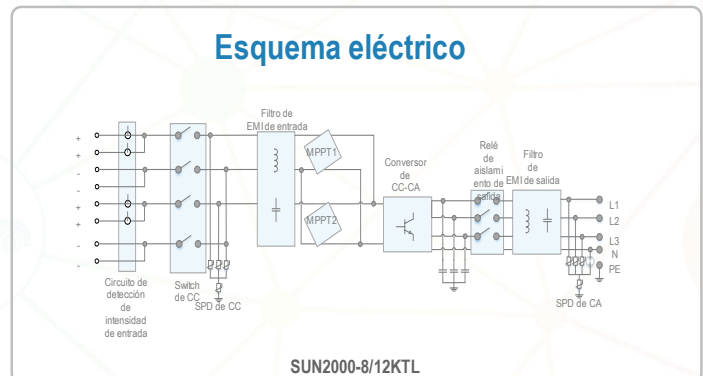 Esquema eléctrico
Filtro de
EMI de entrada
MPPT1
MPPT2
Conversor
de
CC-CA
Relé
de
aislami
ento de
salida
Filtro
de
EMI de salida
+
+
-
-
+
+
-
-
L1
L2
L3
N
PE
Circuito de
detección
de
intensidad
de entrada
Switch
de CC
SPD de CC
SPD de CA
SUN2000-8/12KTL